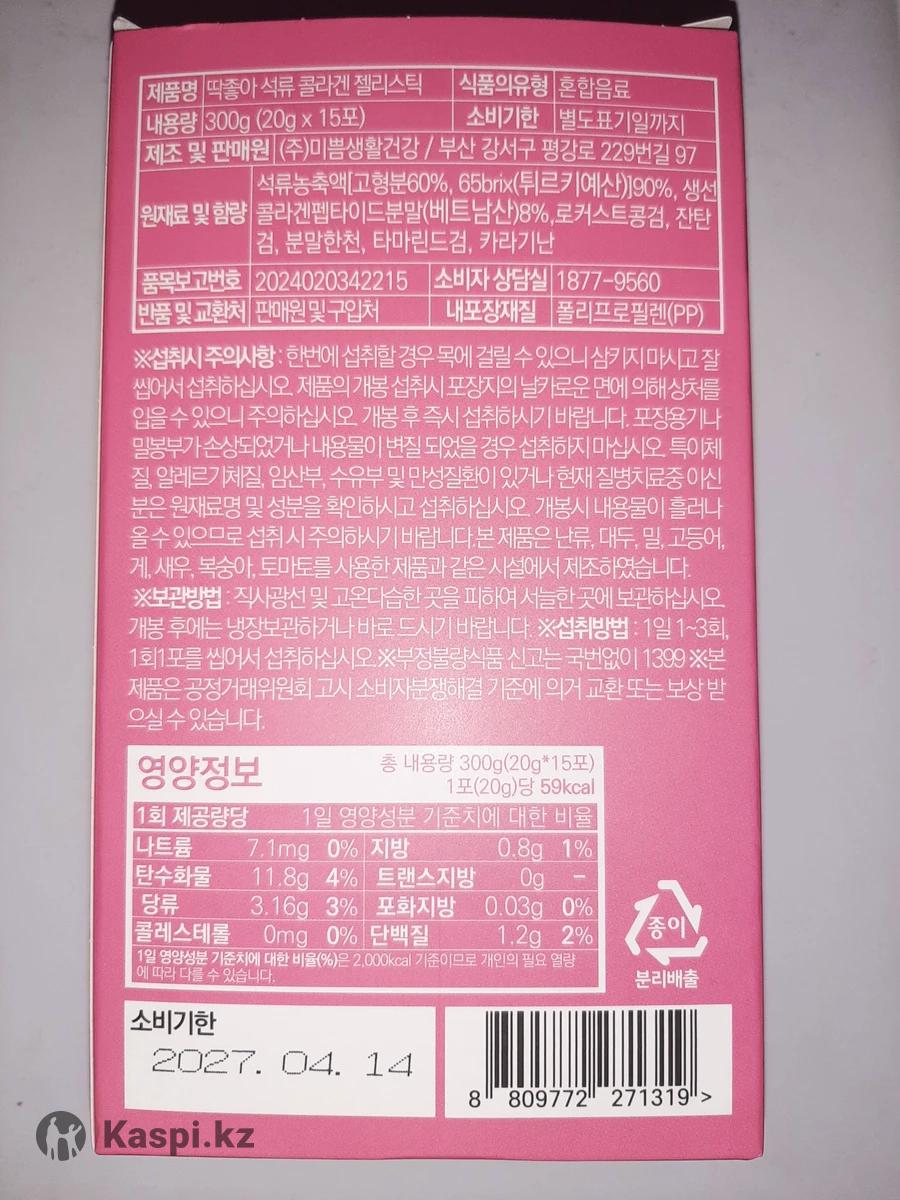 제품명 딱좋아 석류 콜라겐 젤리스틱 식품의유형 혼합음료
내용량 300g (20g x 15포) 소비기한 별도표기일까지
제조 및 판매원 (주)미쁨생활건강 / 부산 강서구 평강로 229번길 97
원재료 및 함량 석류농축액[고형분60%, 65brix(튀르키예산)]90%, 생선
콜라겐펩타이드분말(베트남산)8%,로커스트콩검, 잔탄
검, 분말한천, 타마린드검, 카라기난
품목보고번호 2024020342215 소비자 상담실 1877-9560
반품 및 교환처 판매원 및 구입처 내포장재질 폴리프로필렌(PP)
※섭취시 주의사항 : 한번에 섭취할 경우 목에 걸릴 수 있으니 삼키지 마시고 잘
씹어서 섭취하십시오. 제품의 개봉 섭취시 포장지의 날카로운 면에 의해 상처를
입을 수 있으니 주의하십시오. 개봉 후 즉시 섭취하시기 바랍니다. 포장용기나
밀봉부가 손상되었거나 내용물이 변질 되었을 경우 섭취하지 마십시오. 특이체
질, 알레르기체질, 임산부, 수유부 및 만성질환이 있거나 현재 질병치료중 이신
분은 원재료명 및 성분을 확인하시고 섭취하십시오. 개봉시 내용물이 흘러나
올 수 있으므로 섭취 시 주의하시기 바랍니다.본 제품은 난류, 대두, 밀, 고등어,
게, 새우, 복숭아, 토마토를 사용한 제품과 같은 시설에서 제조하였습니다.
※보관방법 : 직사광선 및 고온다습한 곳을 피하여 서늘한 곳에 보관하십시오.
개봉 후에는 냉장보관하거나 바로 드시기 바랍니다. ※섭취방법 : 1일 1~3회,
1회1포를 씹어서 섭취하십시오.※부정불량식품 신고는 국번없이 1399 ※본
제품은 공정거래위원회 고시 소비자분쟁해결 기준에 의거 교환 또는 보상 받
으실 수 있습니다.
영양정보 총 내용량 300g(20g*15포)
1포(20g)당 59kcal
1회 제공량당 1일 영양성분 기준치에 대한 비율
나트륨 7.1mg 0% 지방 0.8g 1%
탄수화물 11.8g 4% 트랜스지방 0g -
당류 3.16g 3% 포화지방 0.03g 0%
콜레스테롤 0mg 0% 단백질 1.2g 2%
1일 영양성분 기준치에 대한 비율(%)은 2,000kcal 기준이므로 개인의 필요 열량
에 따라 다를 수 있습니다.
종이
분리배출
소비기한
2027. 04. 14
8 809772 271319 >
Kaspi.kz